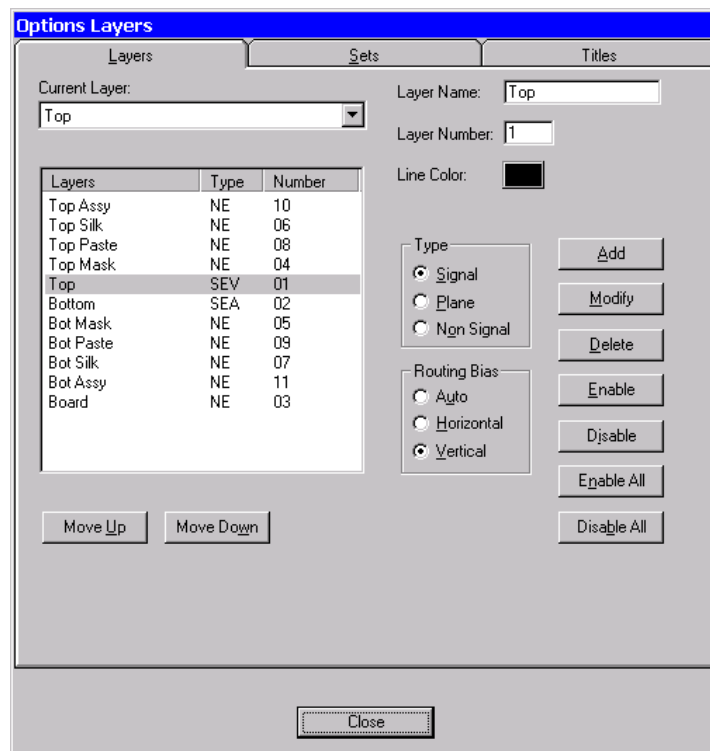 Options Layers
Layers Sets Titles
Current Layer:
Top
Layer Name: Top
Layer Number: 1
Line Color:
Layers Type Number
Top Assy NE 10
Top Silk NE 06
Top Paste NE 08
Top Mask NE 04
Top SEV 01
Bottom SEA 02
Bot Mask NE 05
Bot Paste NE 09
Bot Silk NE 07
Bot Assy NE 11
Board NE 03
Type
Signal
Plane
Non Signal
Routing Bias
Auto
Horizontal
Vertical
Add
Modify
Delete
Enable
Disable
Enable All
Disable All
Move Up Move Down
Close